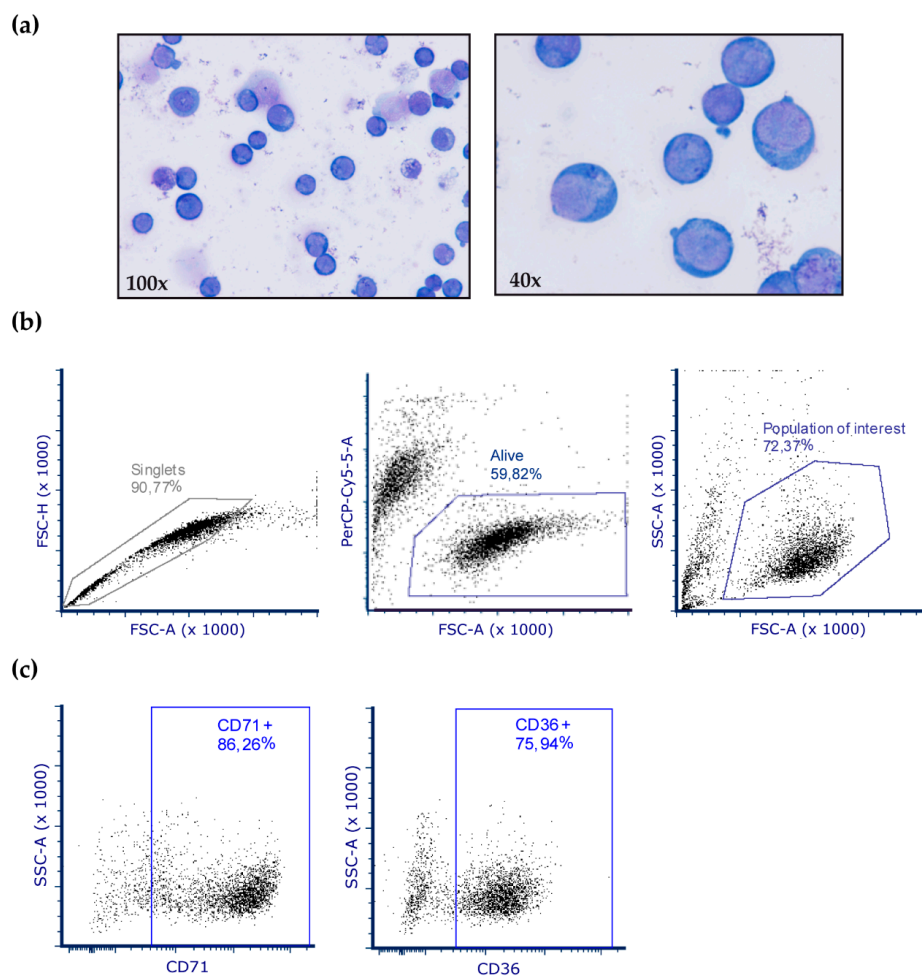 (a)
100x
40x
(b)
FSC-H (x 1000)
Singlets
90,77%
FSC-A (x 1000)
PerCP-Cy5-5-A
Alive
59,82%
FSC-A (x 1000)
SSC-A (x 1000)
Population of interest
72,37%
FSC-A (x 1000)
(c)
SSC-A (x 1000)
CD71 +
86,26%
CD71
SSC-A (x 1000)
CD36 +
75,94%
CD36